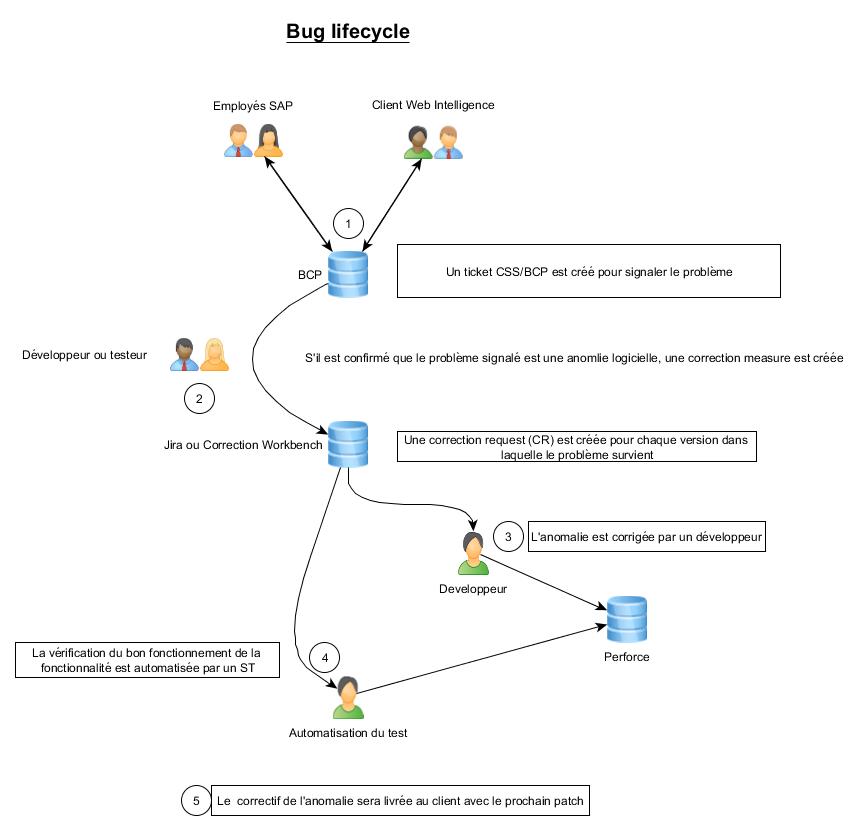 Bug lifecycle
Employés SAP
Client Web Intelligence
1
BCP
Un ticket CSS/BCP est créé pour signaler le problème
Développeur ou testeur
S'il est confirmé que le problème signalé est une anomlie logicielle, une correction measure est créée
2
Jira ou Correction Workbench
Une correction request (CR) est créée pour chaque version dans
laquelle le problème survient
3
L'anomalie est corrigée par un développeur
Developpeur
La vérification du bon fonctionnement de la
fonctionnalité est automatisée par un ST
4
Perforce
Automatisation du test
5
Le correctif de l'anomalie sera livrée au client avec le prochain patch